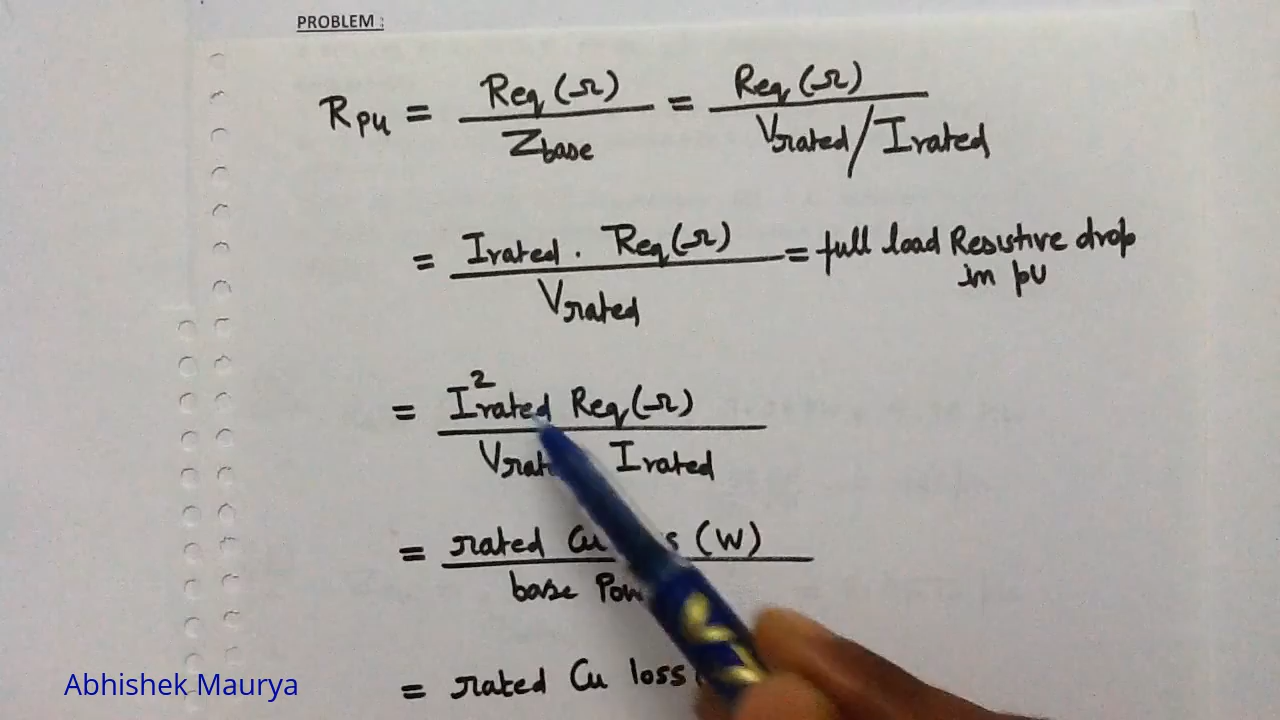 PROBLEM :
Rpu = Req (Ω) / Zbase = Req (Ω) / Vrated/Irated
= Irated . Req(Ω) / Vrated = full load Resistive drop in pu
= I²rated Req(Ω) / Irated
= rated Cu (W) / base
= rated Cu loss
Abhishek Maurya